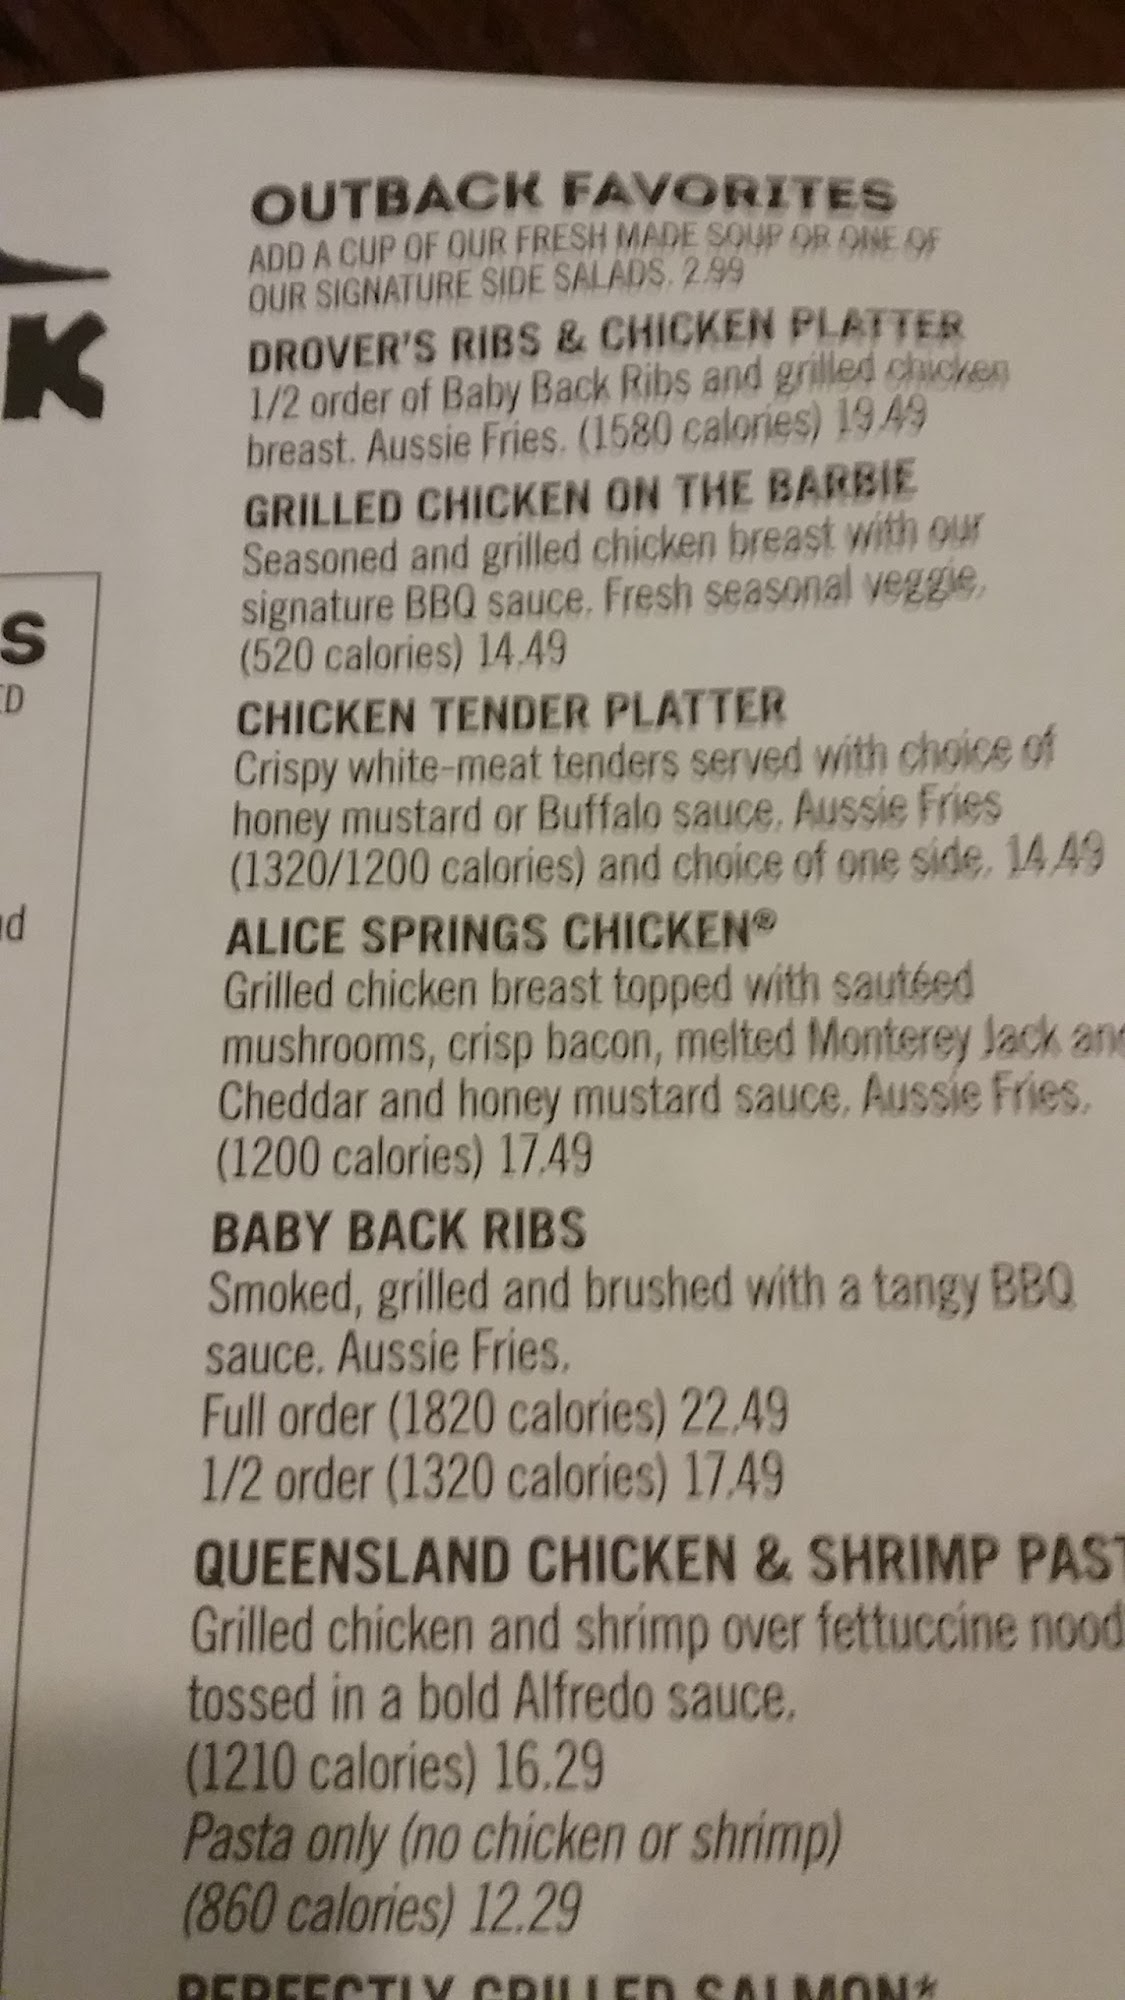 OUTBACK FAVORITES
ADD A CUP OF OUR FRESH MADE SOUP OR ONE OF
OUR SIGNATURE SIDE SALADS. 2.99
DROVER'S RIBS & CHICKEN PLATTER
1/2 order of Baby Back Ribs and grilled chicken
breast. Aussie Fries. (1580 calories) 19.49
GRILLED CHICKEN ON THE BARBIE
Seasoned and grilled chicken breast with our
signature BBQ sauce. Fresh seasonal veggie.
(520 calories) 14.49
CHICKEN TENDER PLATTER
Crispy white-meat tenders served with choice of
honey mustard or Buffalo sauce. Aussie Fries
(1320/1200 calories) and choice of one side. 14.49
ALICE SPRINGS CHICKEN®
Grilled chicken breast topped with sautéed
mushrooms, crisp bacon, melted Monterey Jack and
Cheddar and honey mustard sauce. Aussie Fries.
(1200 calories) 17.49
BABY BACK RIBS
Smoked, grilled and brushed with a tangy BBQ
sauce. Aussie Fries.
Full order (1820 calories) 22.49
1/2 order (1320 calories) 17.49
QUEENSLAND CHICKEN & SHRIMP PAST
Grilled chicken and shrimp over fettuccine nood
tossed in a bold Alfredo sauce.
(1210 calories) 16.29
Pasta only (no chicken or shrimp)
(860 calories) 12.29
PERFECTLY GRILLED SALMON*
K
S
ED
nd